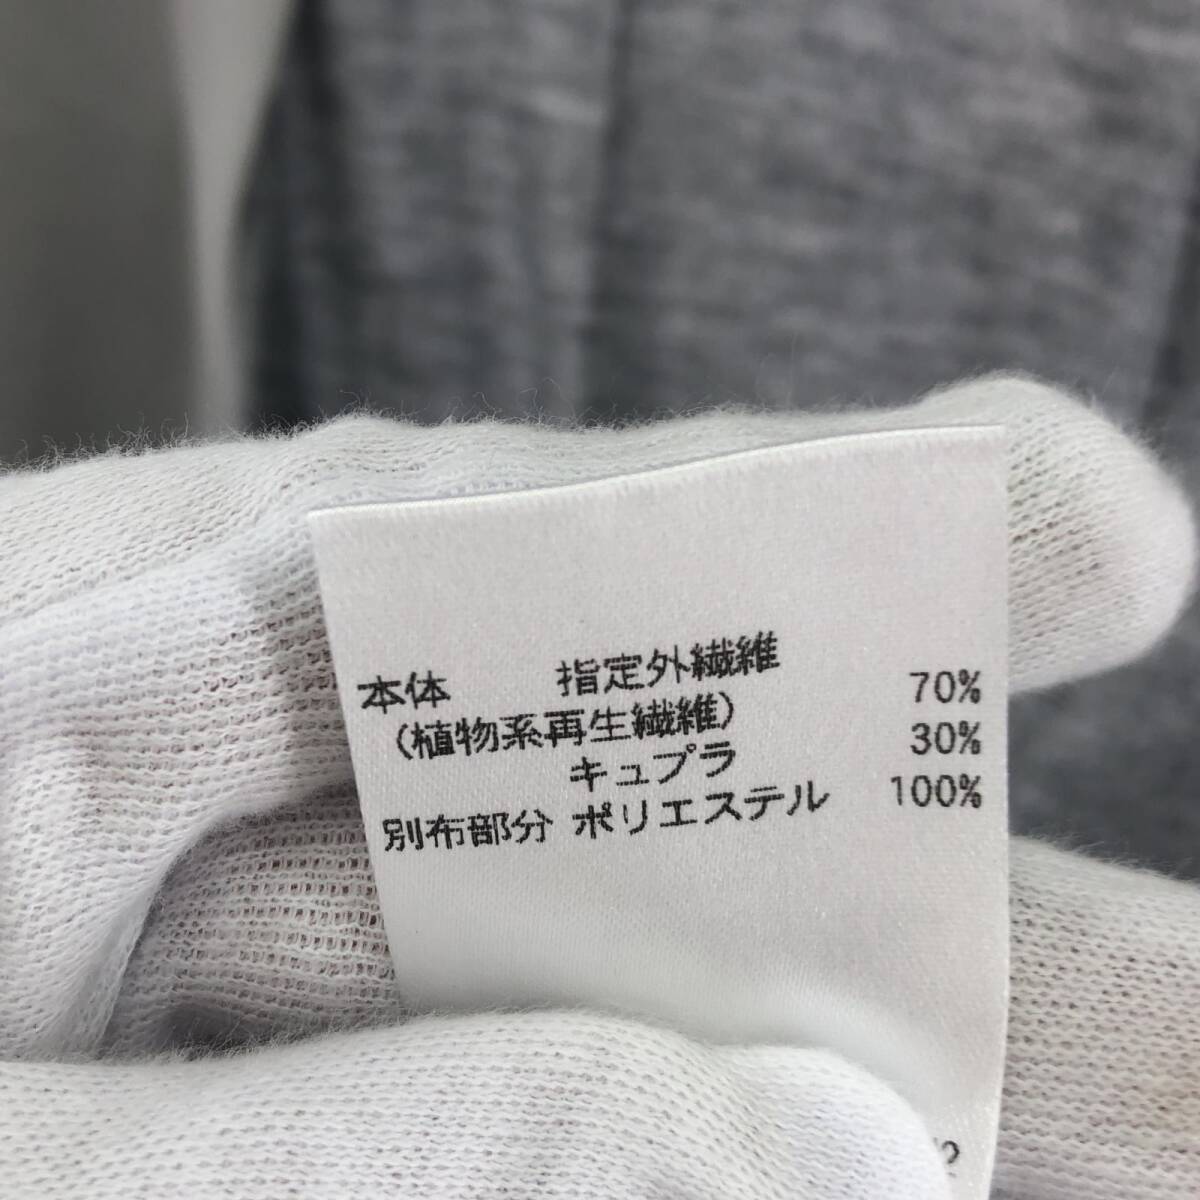 本体 指定外繊維 70%
(植物系再生繊維) 30%
キュプラ 100%
別布部分 ポリエステル